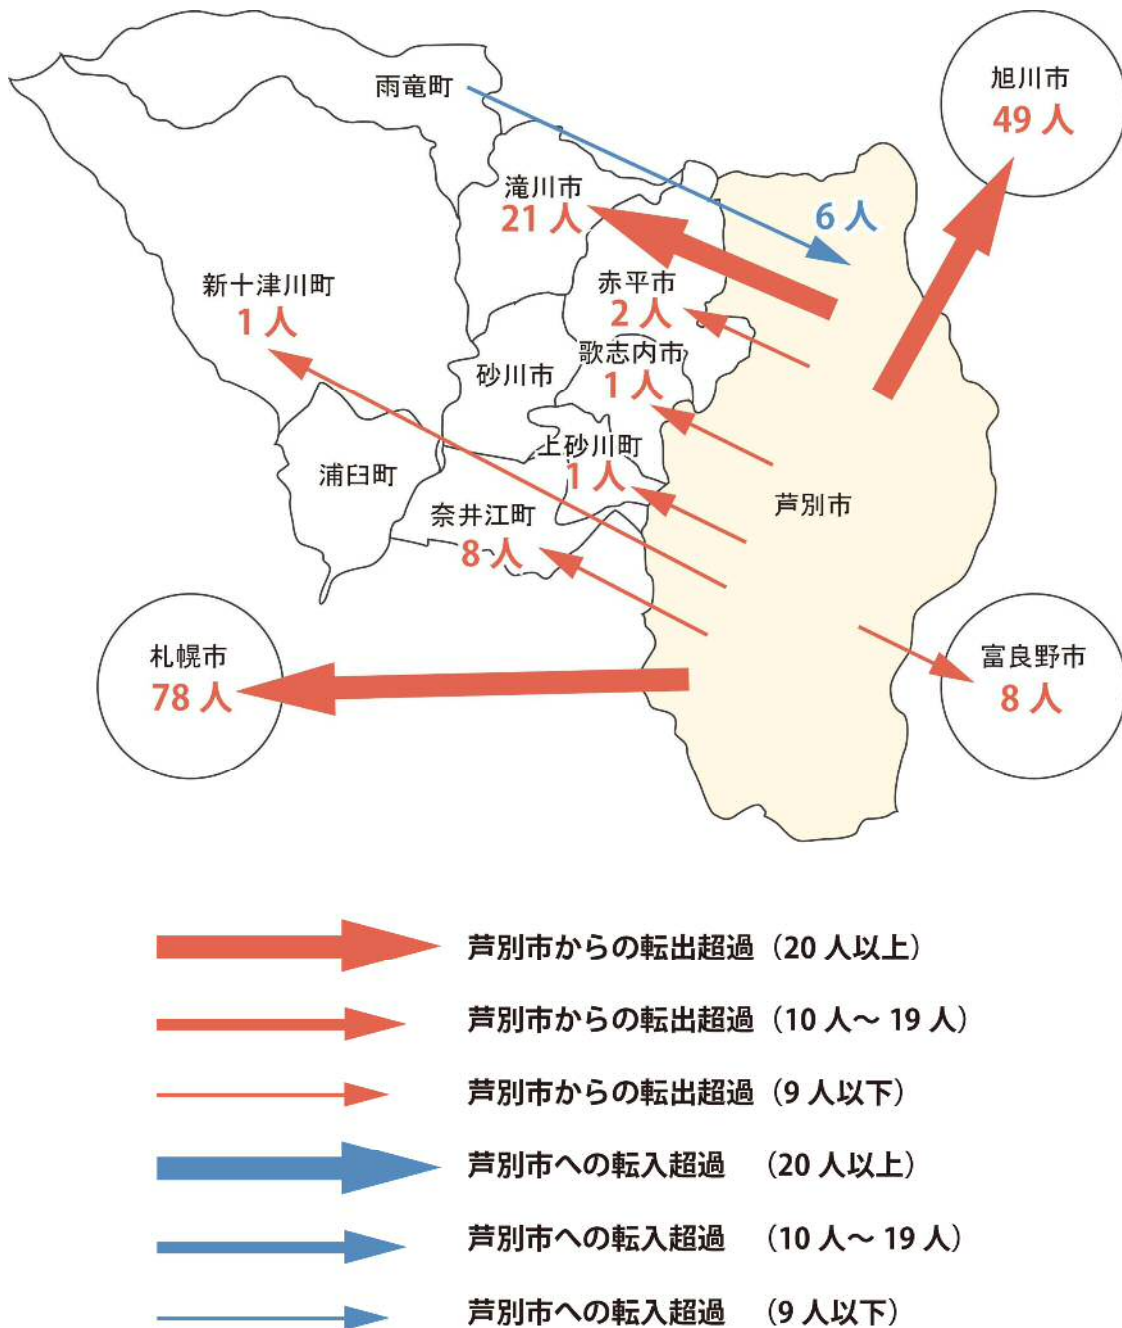 雨竜町
旭川市
49 人
滝川市
21 人
6 人
新十津川町
1 人
赤平市
2 人
歌志内市
1 人
砂川市
上砂川町
1 人
浦臼町
奈井江町
8 人
芦別市
札幌市
78 人
富良野市
8 人
芦別市からの転出超過（20 人以上）
芦別市からの転出超過（10 人～ 19 人）
芦別市からの転出超過（9 人以下）
芦別市への転入超過　（20 人以上）
芦別市への転入超過　（10 人～ 19 人）
芦別市への転入超過　（9 人以下）